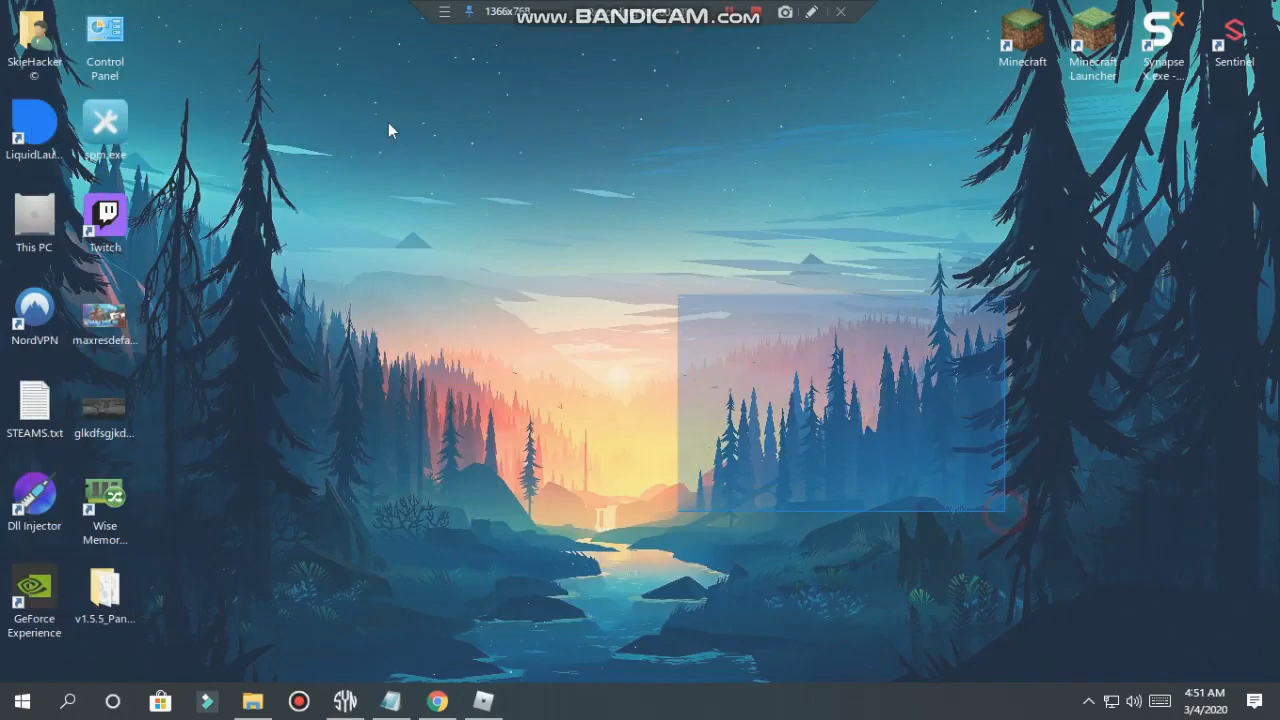 1366x768
www.BANDICAM.com
SkieHacker
©
Control
Panel
LiquidLau...
spm.exe
This PC
Twitch
NordVPN
maxresdefa...
STEAMS.txt
glkdfsgjkd...
Dll Injector
Wise
Memor...
GeForce
Experience
v1.5.5_Pan...
Minecraft
Minecraft
Launcher
Synapse
X.exe -...
Sentinel
SYN
4:51 AM
3/4/2020